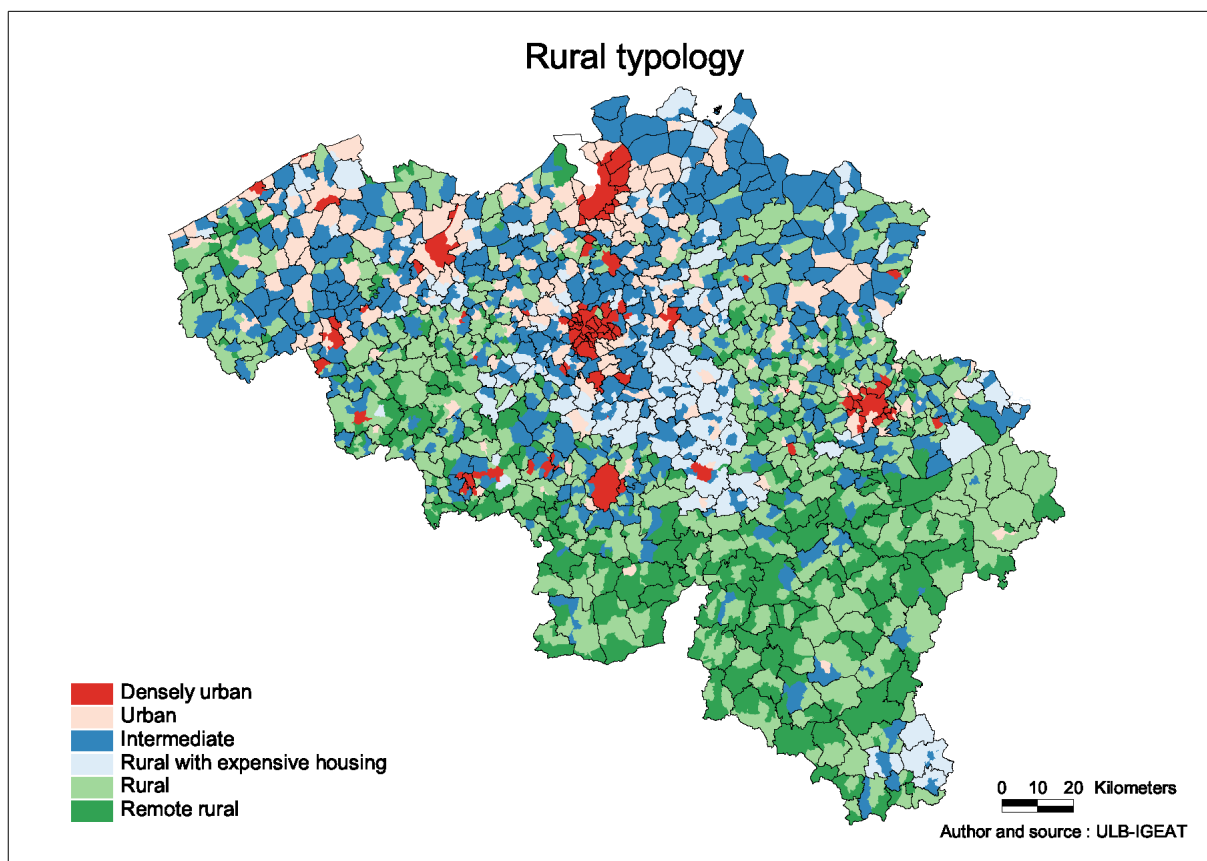 Rural typology
Densely urban
Urban
Intermediate
Rural with expensive housing
Rural
Remote rural
0 10 20 Kilometers
Author and source : ULB-IGEAT